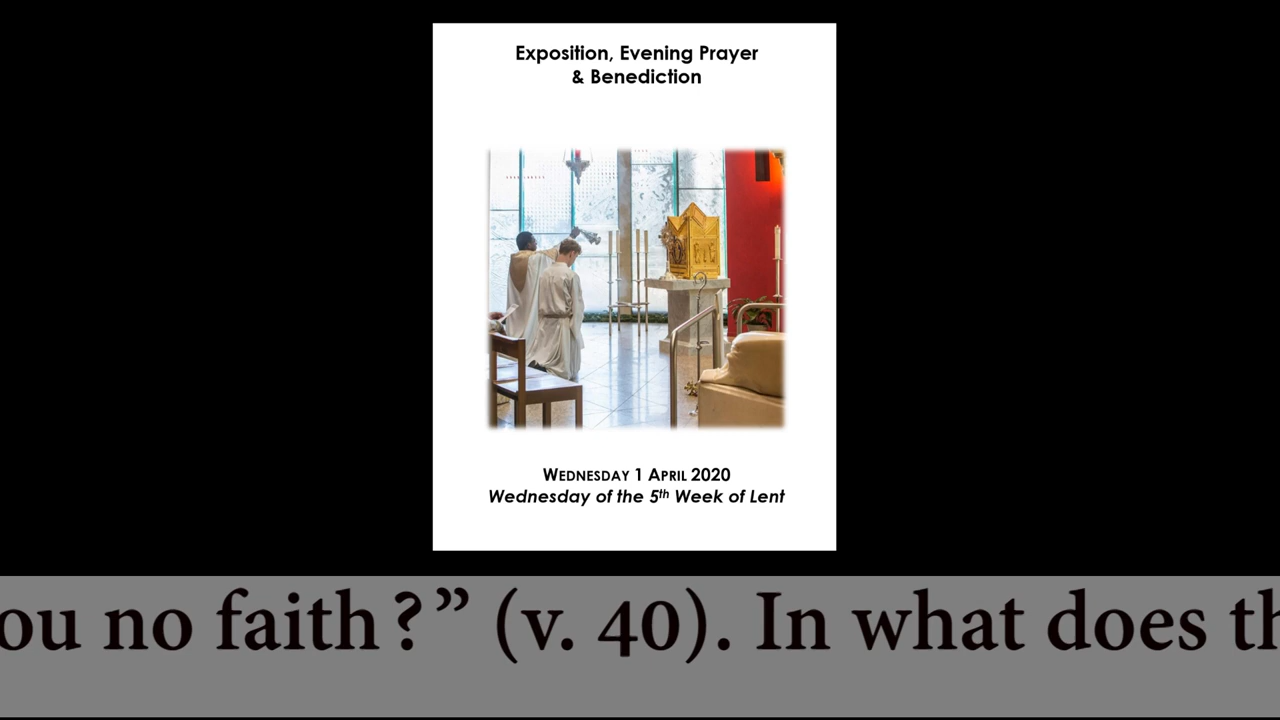 Exposition, Evening Prayer
& Benediction
WEDNESDAY 1 APRIL 2020
Wednesday of the 5th Week of Lent
ou no faith?” (v. 40). In what does th